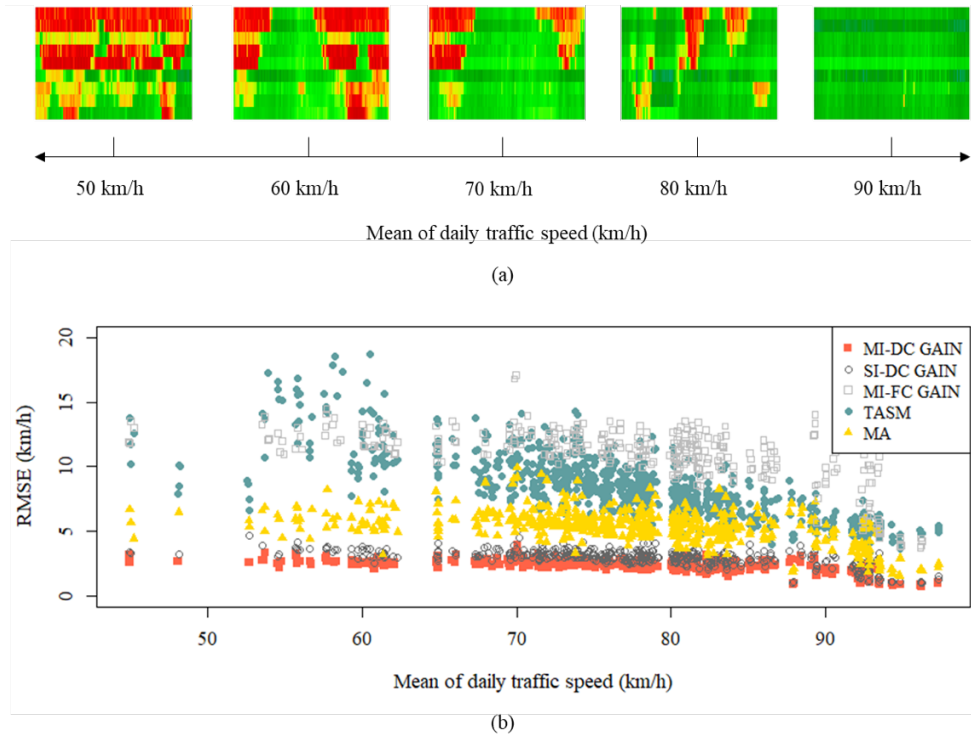 50 km/h 60 km/h 70 km/h 80 km/h 90 km/h
Mean of daily traffic speed (km/h)
(a)
RMSE (km/h)
20
15
10
5
0
MI-DC GAIN
SI-DC GAIN
MI-FC GAIN
TASM
MA
50 60 70 80 90
Mean of daily traffic speed (km/h)
(b)